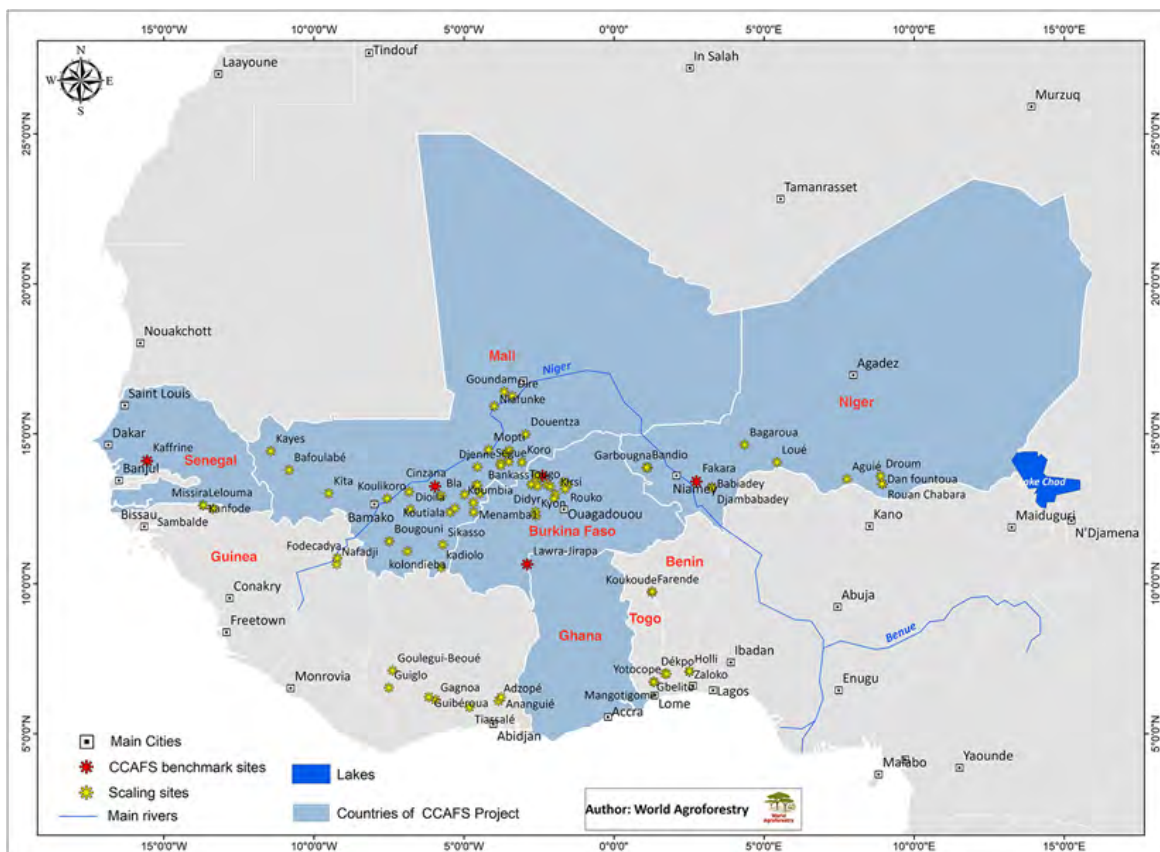 15°0'0"W
10°0'0"W
5°0'0"W
0°0'0"
5°0'0"E
10°0'0"E
15°0'0"E
N
W E
S
Tindouf
Laayoune
In Salah
Murzuq
25°0'0"N
25°0'0"N
Tamanrasset
20°0'0"N
20°0'0"N
Nouakchott
Mali
Niger
Agadez
Goundam
Dire
Niafunke
Niger
Saint Louis
Douentza
15°0'0"N
15°0'0"N
Dakar
Kaffrine
Kayes
Mopti
Bagaroua
Banjul
Senegal
Bafoulabé
Djenne
Segue
Koro
Garbougna
Bandio
Loué
Cinzana
Bla
Bankass
Fakara
Aguié
Droum
Missira
Lelouma
Kita
Koulikoro
Kirsi
Niamey
Babiadey
Dan fountoua
Kanfode
Koumbia
Didyr
Rouko
Djambabadey
Rouan Chabara
Lake Chad
Bissau
Sambalde
Bamako
Koutiala
Menamba1
Kyon
Ouagadouou
Kano
Maiduguri
N'Djamena
Bougouni
Sikasso
Burkina Faso
Guinea
Fodecadya
Nafadji
kadiolo
Lawra-Jirapa
Benin
kolondieba
10°0'0"N
10°0'0"N
Conakry
Koukoude
Farende
Abuja
Freetown
Togo
Ghana
Benue
Goulegui-Beoué
Dékpo
Holli
Ibadan
Monrovia
Guiglo
Yotocope
Zaloko
Enugu
Gagnoa
Adzopé
Gbelito
Lagos
Guibéroua
Ananguié
Mangotigome
Lome
Tiassalé
Accra
5°0'0"N
5°0'0"N
Abidjan
Main Cities
Malabo
Yaounde
CCAFS benchmark sites
Lakes
Scaling sites
Main rivers
Countries of CCAFS Project
Author: World Agroforestry
World
Agroforestry
15°0'0"W
10°0'0"W
5°0'0"W
0°0'0"
5°0'0"E
10°0'0"E
15°0'0"E